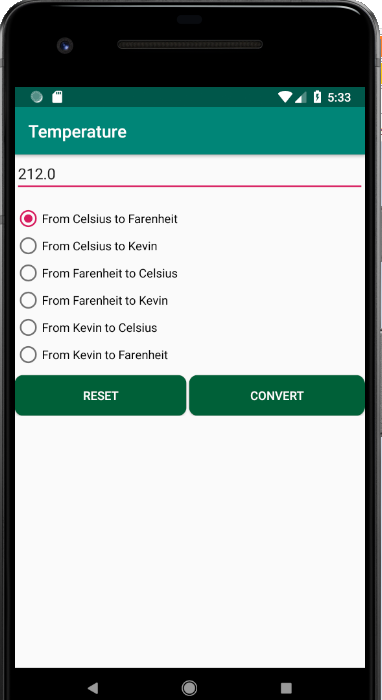 5:33
Temperature
212.0
From Celsius to Farenheit
From Celsius to Kevin
From Farenheit to Celsius
From Farenheit to Kevin
From Kevin to Celsius
From Kevin to Farenheit
RESET CONVERT